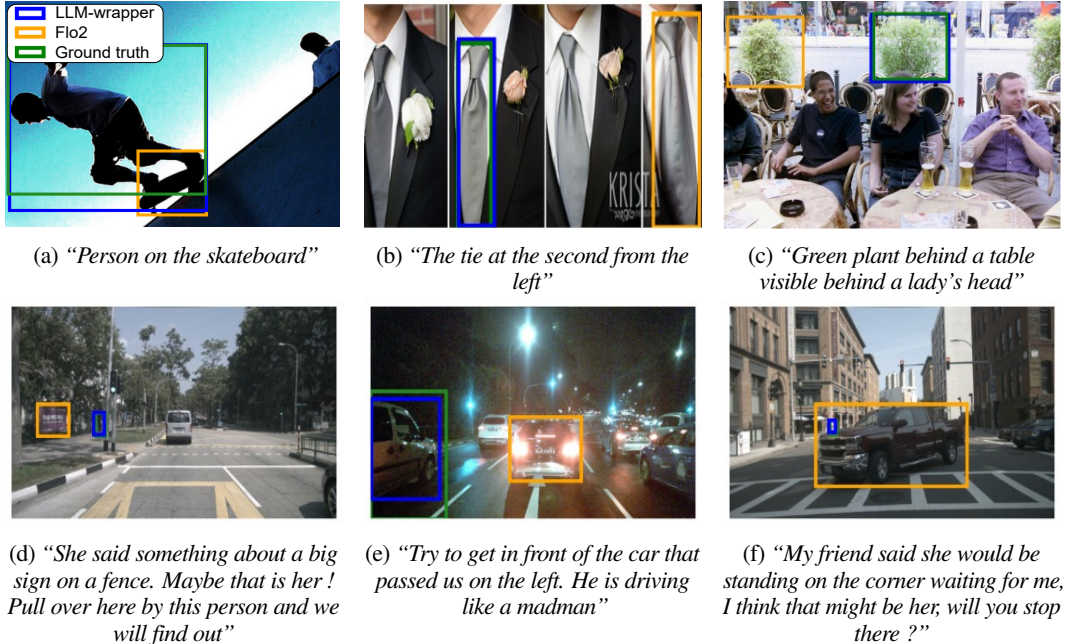 LLM-wrapper
Flo2
Ground truth
KRISTA
(a) “Person on the skateboard”
(b) “The tie at the second from the
left”
(c) “Green plant behind a table
visible behind a lady’s head”
(d) “She said something about a big
sign on a fence. Maybe that is her !
Pull over here by this person and we
will find out”
(e) “Try to get in front of the car that
passed us on the left. He is driving
like a madman”
(f) “My friend said she would be
standing on the corner waiting for me,
I think that might be her, will you stop
there ?”